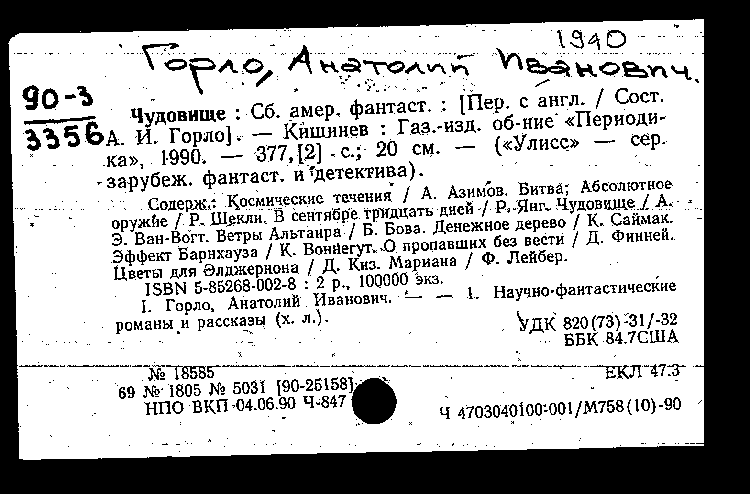 1940
Горло, Анатолий Иванович.
90-3
3356
Чудовище : Сб. амер. фантаст. : [Пер. с англ. / Сост.
А. И. Горло]. — Кишинев : Газ.-изд. об-ние «Периоди-
ка», 1990. — 377,[2] с.; 20 см. — («Улисс» — сер.
зарубеж. фантаст. и детектива).
Содерж.: Космические течения / А. Азимов. Битва; Абсолютное
оружие / Р. Шекли. В сентябре тридцать дней / Р. Янг. Чудовище / А.
Э. Ван-Вогт. Ветры Альтаира / Б. Бова. Денежное дерево / К. Саймак.
Эффект Барнхауза / К. Воннегут. О пропавших без вести / Д. Финней.
Цветы для Элджернона / Д. Киз. Мариана / Ф. Лейбер.
ISBN 5-85268-002-8 : 2 р., 100000 экз.
I. Горло, Анатолий Иванович. — — 1. Научно-фантастические
романы и рассказы (х. л.).
УДК 820(73)-31/-32
ББК 84.7США
№ 18585
ЕКЛ 47.3
69 № 1805 № 5031 [90-25158]
НПО ВКП 04.06.90 Ч-847
Ч 4703040100-001/М758(10)-90